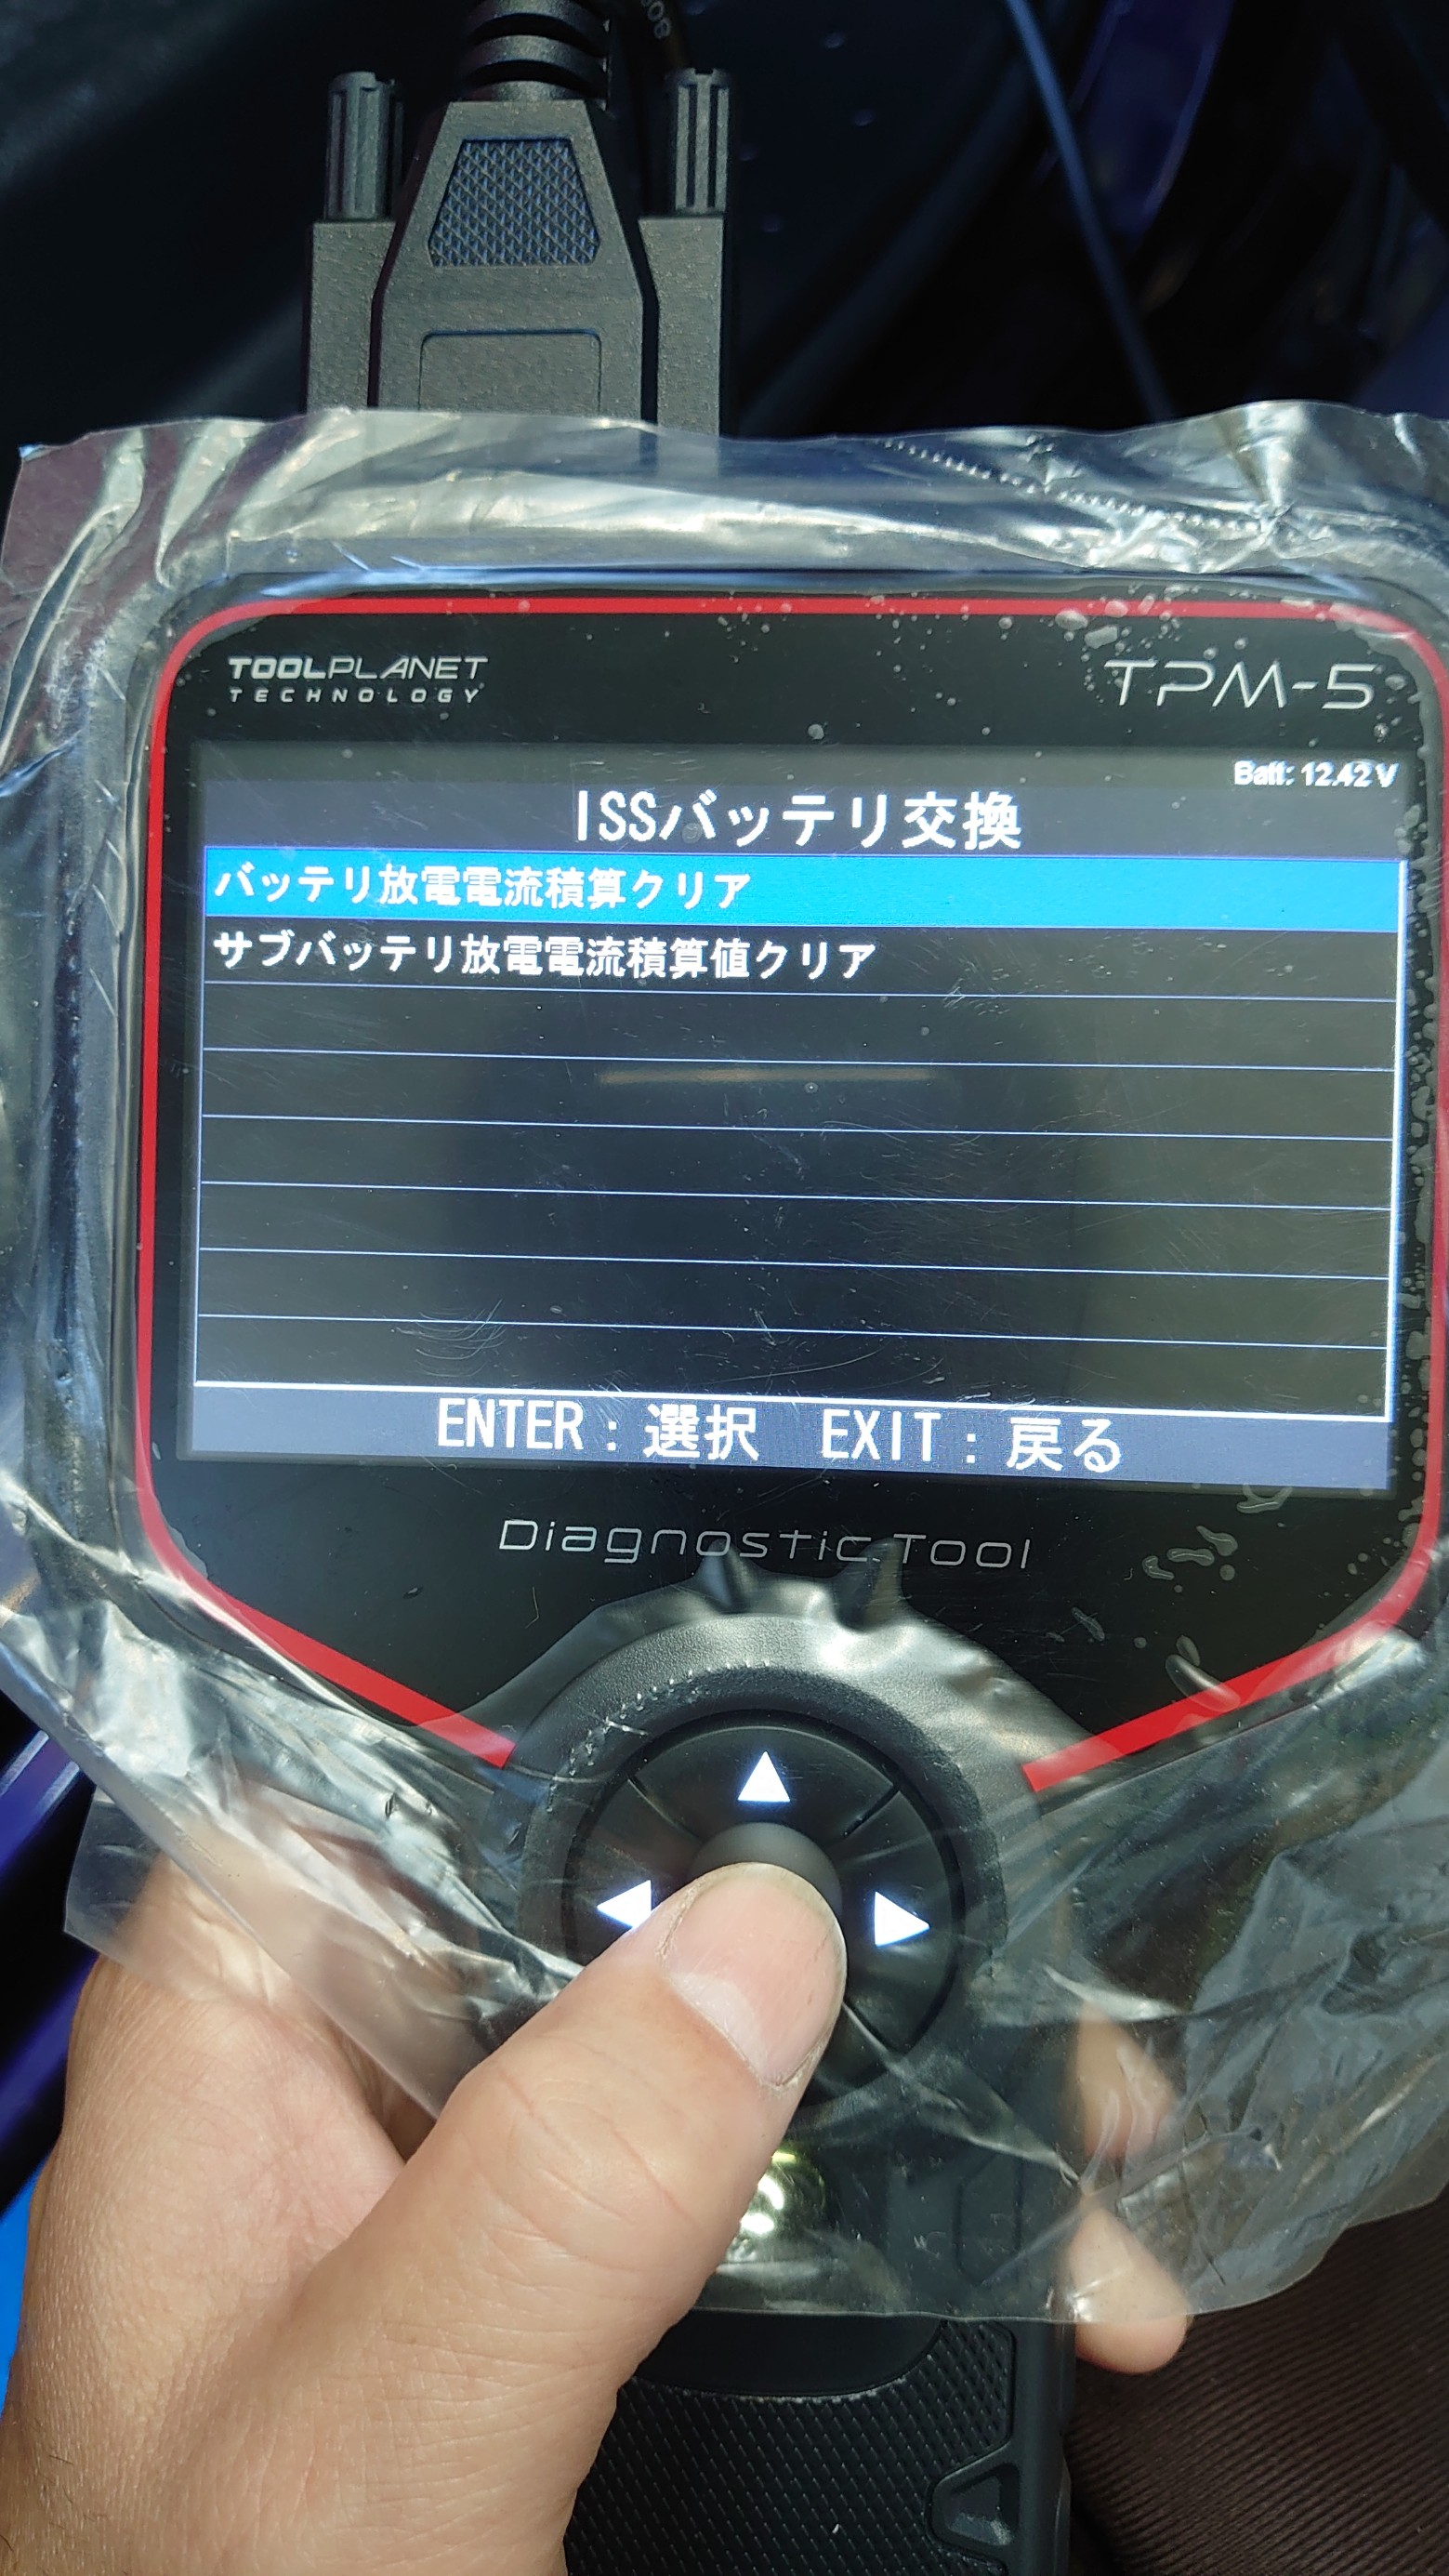 TOOLPLANET
TECHNOLOGY
TPM-5
Batt: 12.42 V
ISSバッテリ交換
バッテリ放電電流積算クリア
サブバッテリ放電電流積算値クリア
ENTER : 選択 EXIT : 戻る
Diagnostic Tool